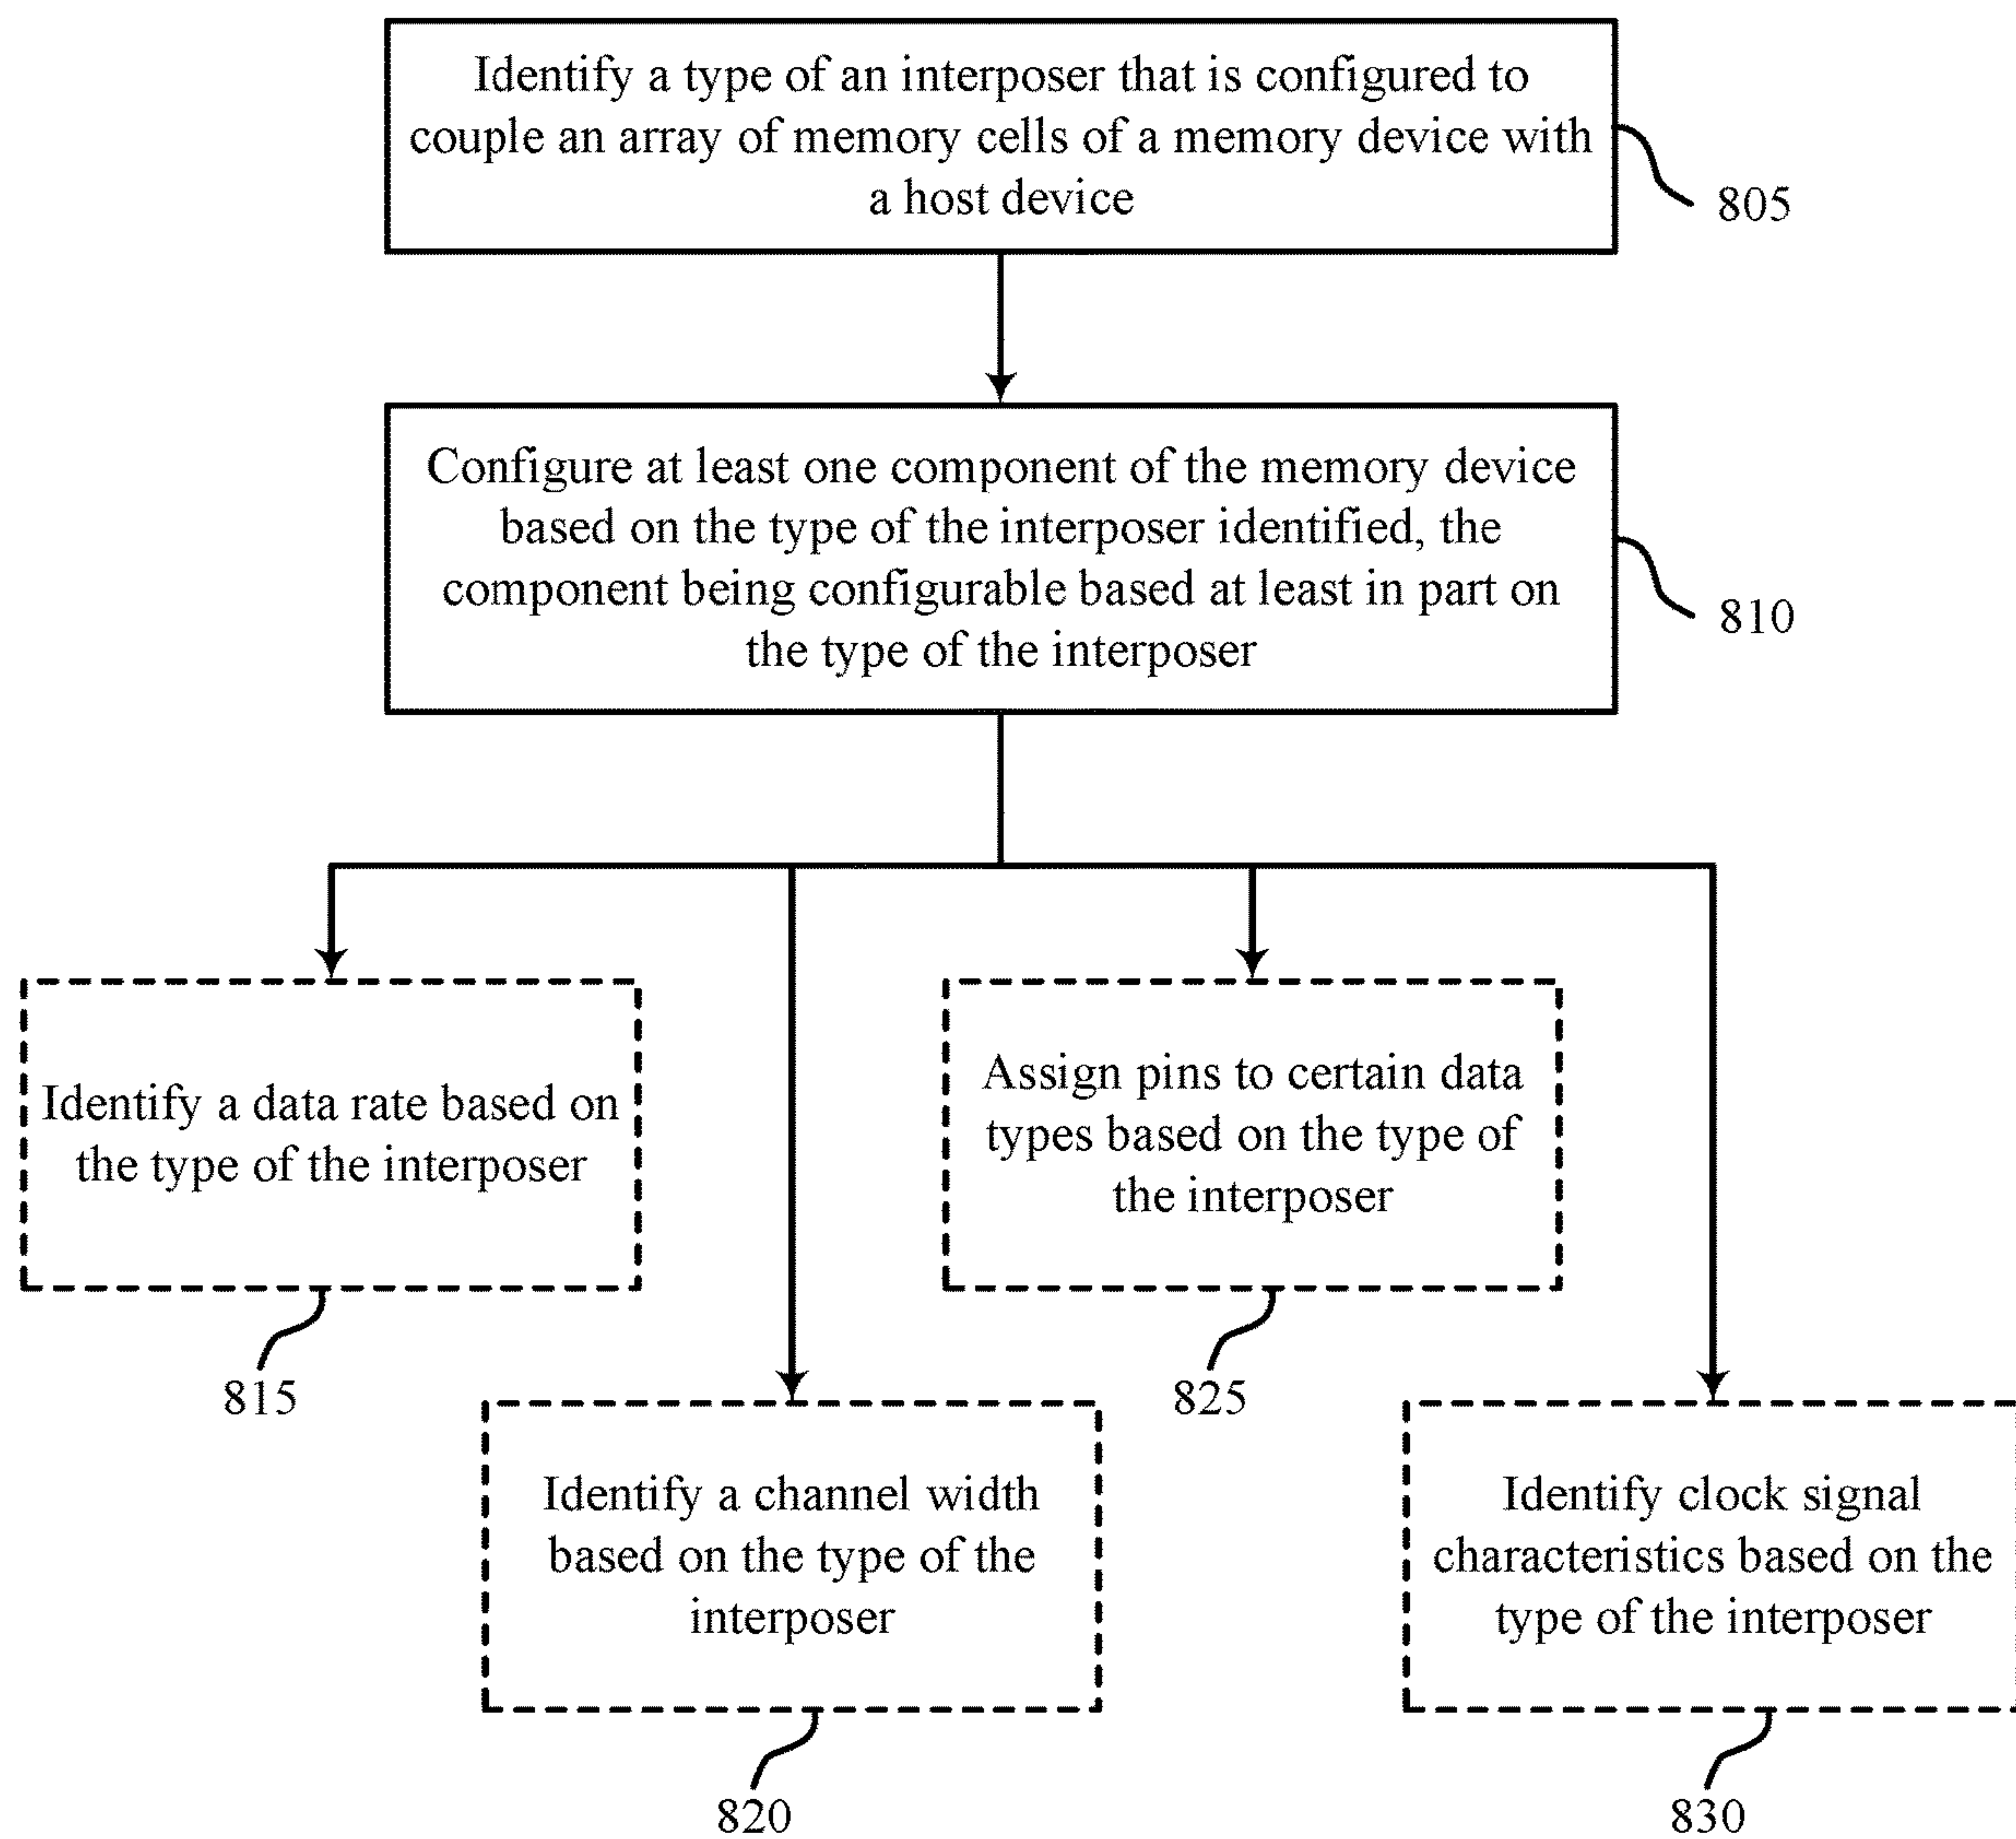 Identify a type of an interposer that is configured to
couple an array of memory cells of a memory device with
a host device
805
Configure at least one component of the memory device
based on the type of the interposer identified, the
component being configurable based at least in part on
the type of the interposer
810
Identify a data rate based on
the type of the interposer
815
Identify a channel width
based on the type of the
interposer
820
Assign pins to certain data
types based on the type of
the interposer
825
Identify clock signal
characteristics based on the
type of the interposer
830